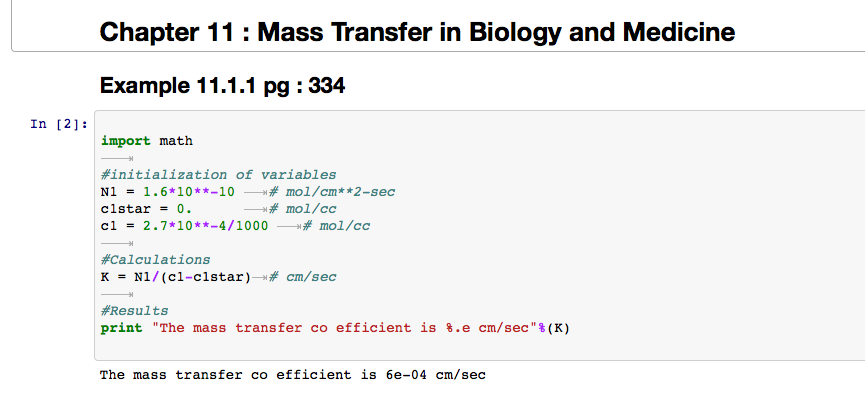 Chapter 11 : Mass Transfer in Biology and Medicine
Example 11.1.1 pg : 334
In [2]:
import math
#initialization of variables
N1 = 1.6*10**-10 # mol/cm**2-sec
c1star = 0. # mol/cc
c1 = 2.7*10**-4/1000 # mol/cc
#Calculations
K = N1/(c1-c1star) # cm/sec
#Results
print "The mass transfer co efficient is %.e cm/sec"%(K)
The mass transfer co efficient is 6e-04 cm/sec